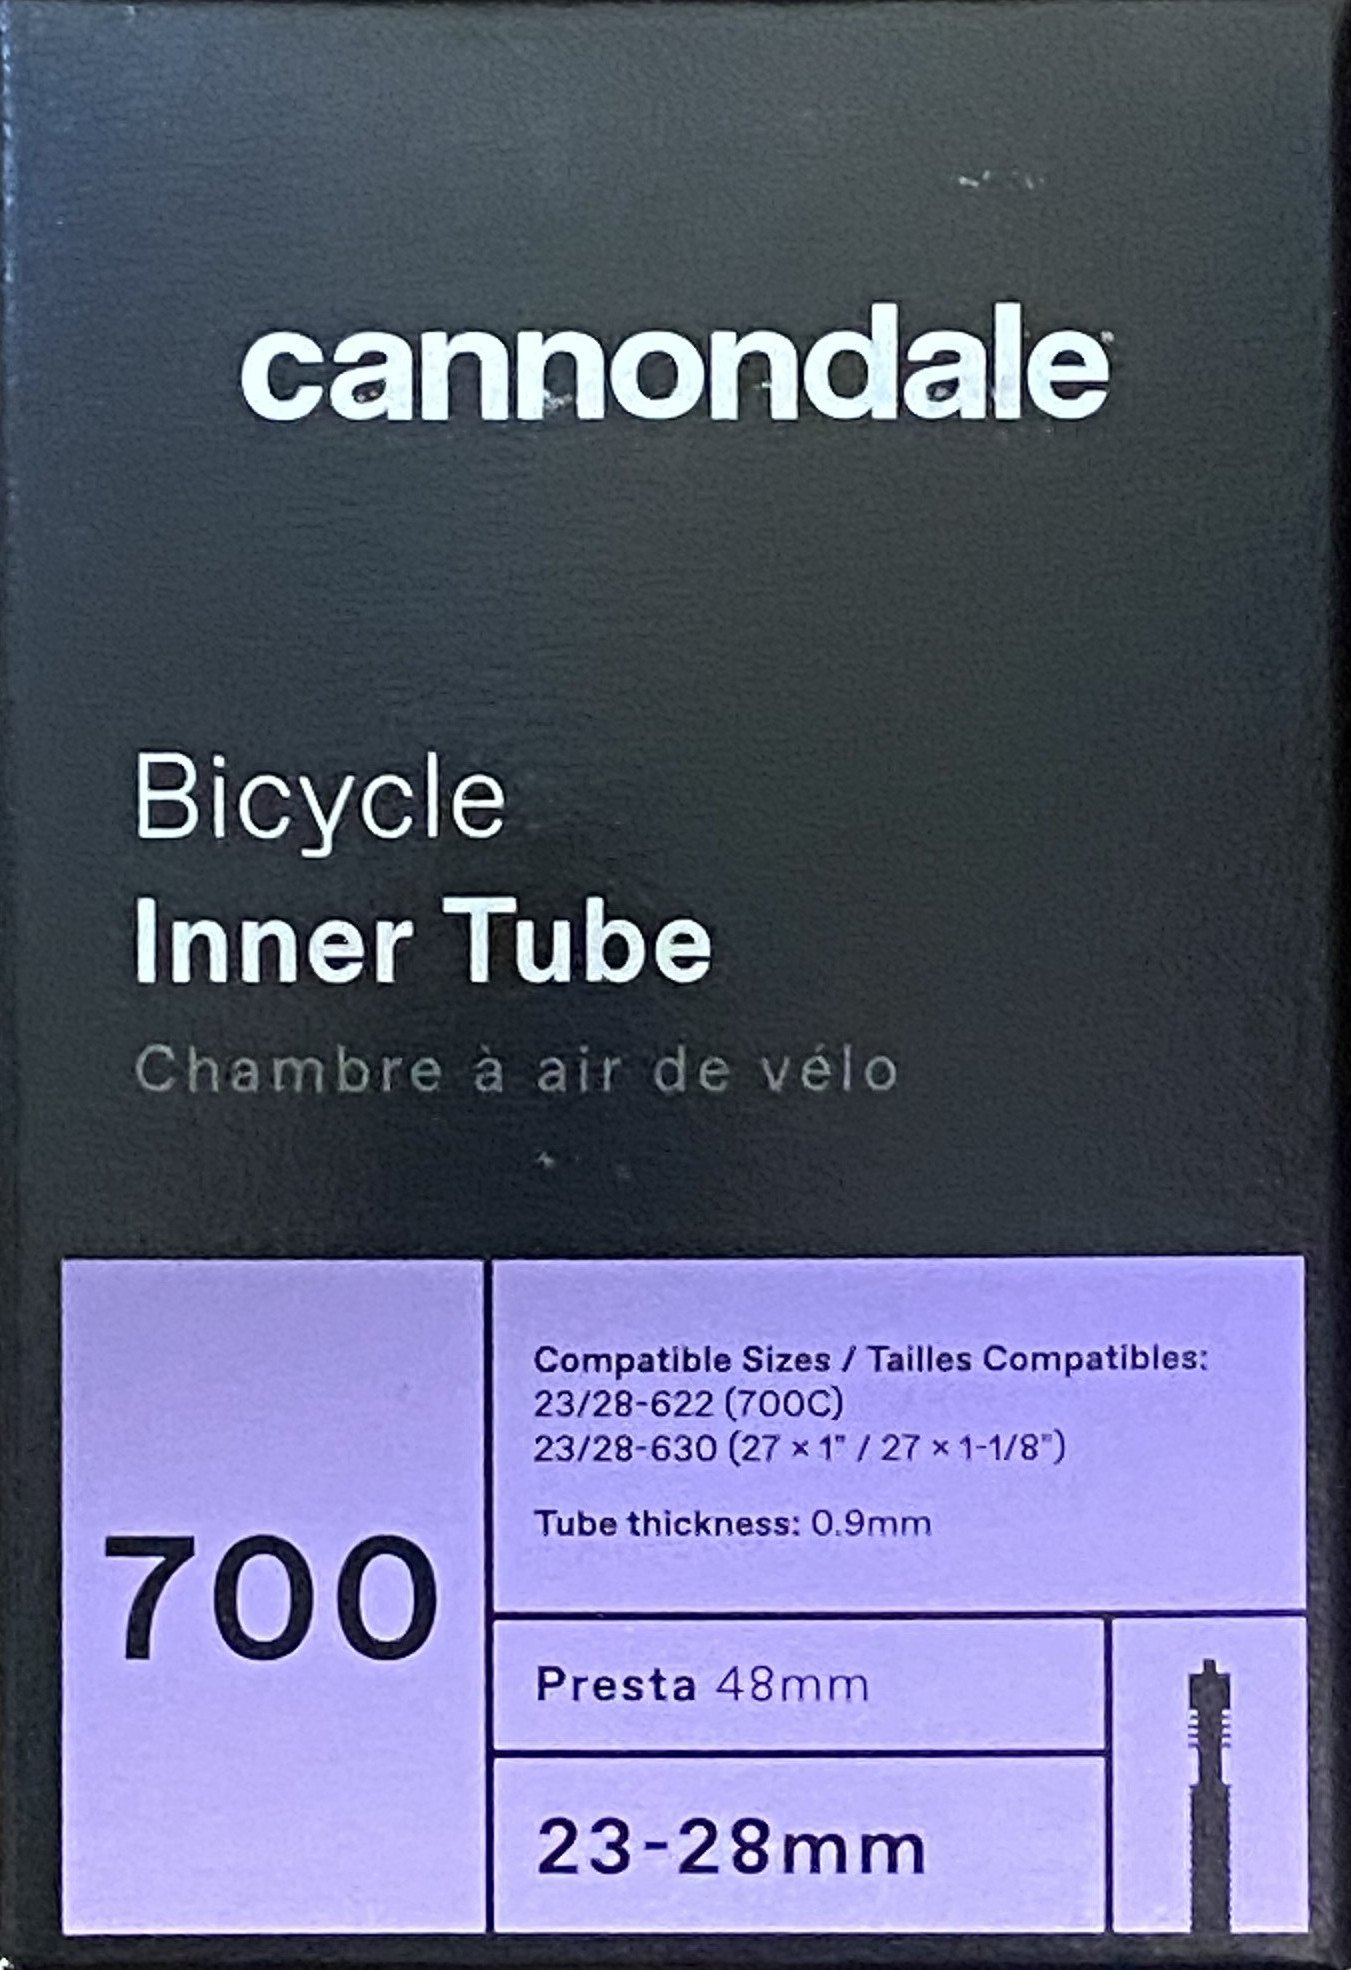 cannondale
Bicycle
Inner Tube
Chambre à air de vélo
700
Compatible Sizes / Tailles Compatibles:
23/28-622 (700C)
23/28-630 (27 × 1" / 27 × 1-1/8")
Tube thickness: 0.9mm
Presta 48mm
23-28mm